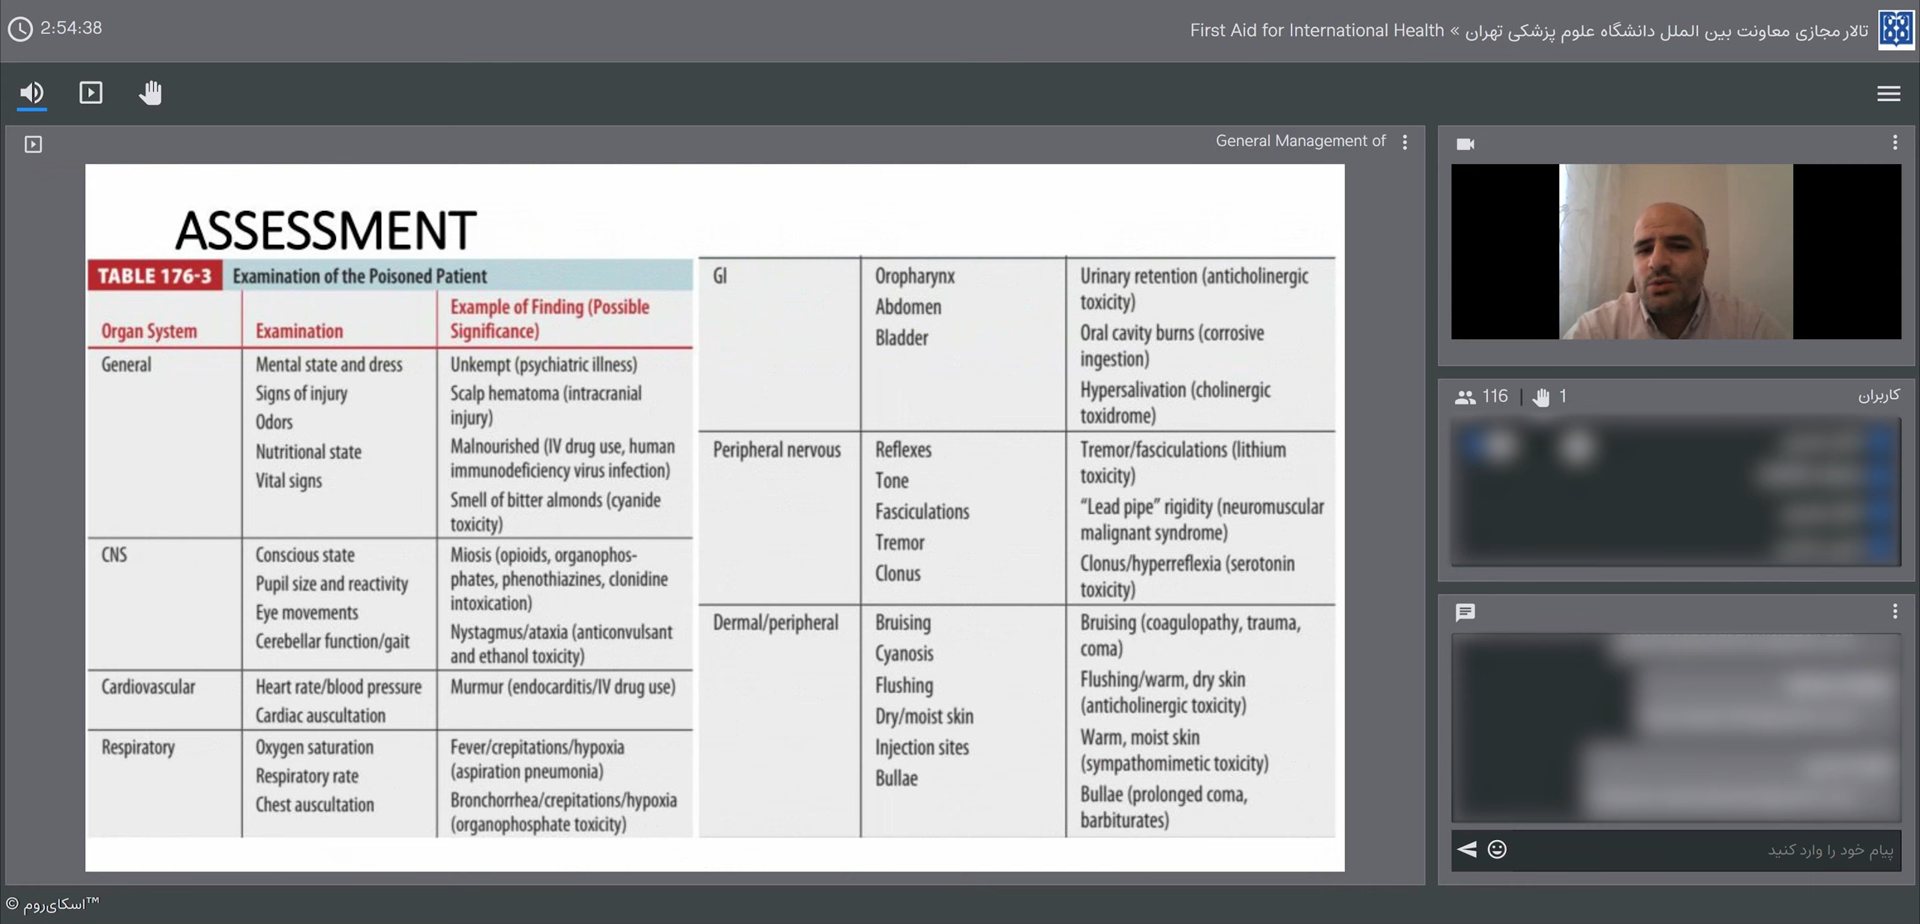 2:54:38
First Aid for International Health « تالار مجازی معاونت بین الملل دانشگاه علوم پزشکی تهران
General Management of
ASSESSMENT
TABLE 176-3 Examination of the Poisoned Patient
Organ System
Examination
Example of Finding (Possible
Significance)
General
Mental state and dress
Signs of injury
Odors
Nutritional state
Vital signs
Unkempt (psychiatric illness)
Scalp hematoma (intracranial
injury)
Malnourished (IV drug use, human
immunodeficiency virus infection)
Smell of bitter almonds (cyanide
toxicity)
CNS
Conscious state
Pupil size and reactivity
Eye movements
Cerebellar function/gait
Miosis (opioids, organophos-
phates, phenothiazines, clonidine
intoxication)
Nystagmus/ataxia (anticonvulsant
and ethanol toxicity)
Cardiovascular
Heart rate/blood pressure
Cardiac auscultation
Murmur (endocarditis/IV drug use)
Respiratory
Oxygen saturation
Respiratory rate
Chest auscultation
Fever/crepitations/hypoxia
(aspiration pneumonia)
Bronchorrhea/crepitations/hypoxia
(organophosphate toxicity)
GI
Oropharynx
Abdomen
Bladder
Urinary retention (anticholinergic
toxicity)
Oral cavity burns (corrosive
ingestion)
Hypersalivation (cholinergic
toxidrome)
Peripheral nervous
Reflexes
Tone
Fasciculations
Tremor
Clonus
Tremor/fasciculations (lithium
toxicity)
“Lead pipe” rigidity (neuromuscular
malignant syndrome)
Clonus/hyperreflexia (serotonin
toxicity)
Dermal/peripheral
Bruising
Cyanosis
Flushing
Dry/moist skin
Injection sites
Bullae
Bruising (coagulopathy, trauma,
coma)
Flushing/warm, dry skin
(anticholinergic toxicity)
Warm, moist skin
(sympathomimetic toxicity)
Bullae (prolonged coma,
barbiturates)
116 | 1
کاربران
پیام خود را وارد کنید
© اسکای‌روم™